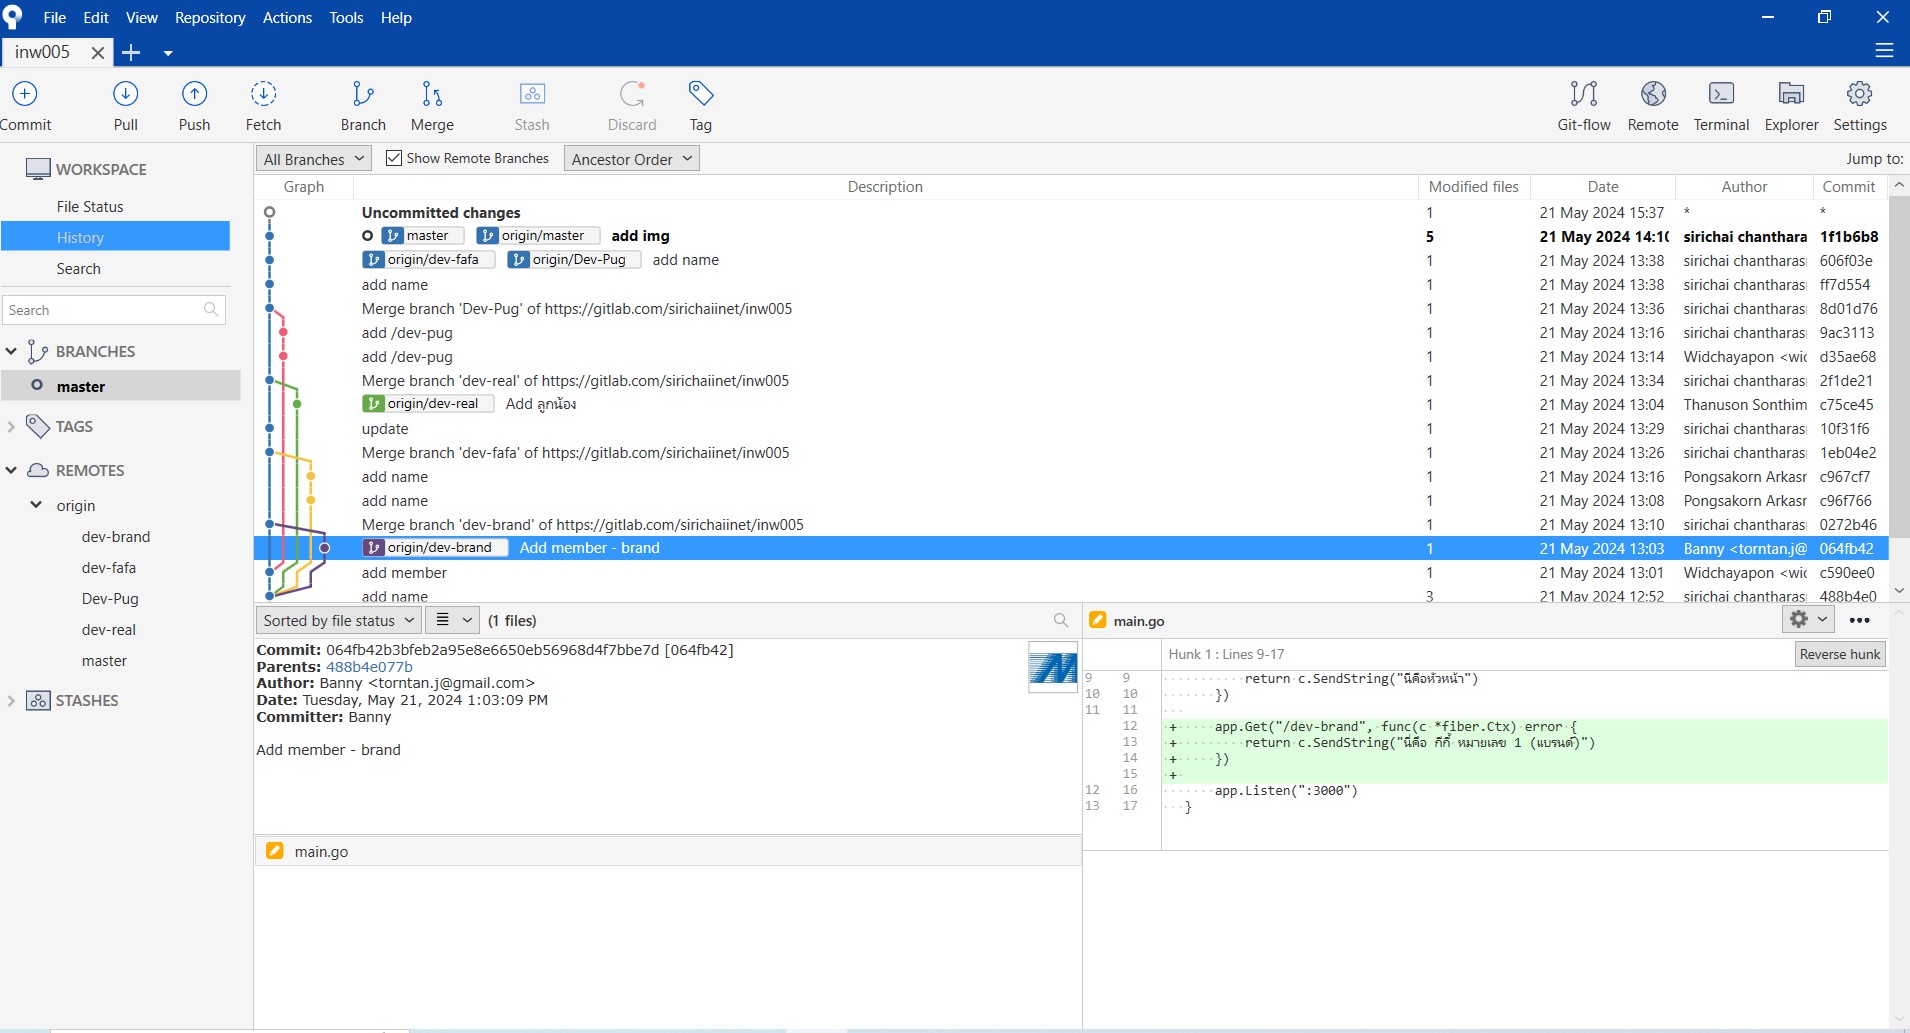 File Edit View Repository Actions Tools Help
inw005
Commit Pull Push Fetch Branch Merge Stash Discard Tag Git-flow Remote Terminal Explorer Settings
WORKSPACE
File Status
History
Search
Search
BRANCHES
master
TAGS
REMOTES
origin
dev-brand
dev-fafa
Dev-Pug
dev-real
master
STASHES
All Branches Show Remote Branches Ancestor Order Jump to:
Graph Description Modified files Date Author Commit
Uncommitted changes 1 21 May 2024 15:37 * *
master origin/master add img 5 21 May 2024 14:10 sirichai chanthara 1f1b6b8
origin/dev-fafa origin/Dev-Pug add name 1 21 May 2024 13:38 sirichai chantharas 606f03e
add name 1 21 May 2024 13:38 sirichai chantharas ff7d554
Merge branch 'Dev-Pug' of https://gitlab.com/sirichaiinet/inw005 1 21 May 2024 13:36 sirichai chantharas 8d01d76
add /dev-pug 1 21 May 2024 13:16 sirichai chantharas 9ac3113
add /dev-pug 1 21 May 2024 13:14 Widchayapon <wic d35ae68
Merge branch 'dev-real' of https://gitlab.com/sirichaiinet/inw005 1 21 May 2024 13:34 sirichai chantharas 2f1de21
origin/dev-real Add ลูกน้อง 1 21 May 2024 13:04 Thanuson Sonthim c75ce45
update 1 21 May 2024 13:29 sirichai chantharas 10f31f6
Merge branch 'dev-fafa' of https://gitlab.com/sirichaiinet/inw005 1 21 May 2024 13:26 sirichai chantharas 1eb04e2
add name 1 21 May 2024 13:16 Pongsakorn Arkasr c967cf7
add name 1 21 May 2024 13:08 Pongsakorn Arkasr c96f766
Merge branch 'dev-brand' of https://gitlab.com/sirichaiinet/inw005 1 21 May 2024 13:10 sirichai chantharas 0272b46
origin/dev-brand Add member - brand 1 21 May 2024 13:03 Banny <torntan.j@ 064fb42
add member 1 21 May 2024 13:01 Widchayapon <wic c590ee0
add name 3 21 May 2024 12:52 sirichai chantharas 488b4e0
Sorted by file status (1 files)
Commit: 064fb42b3bfeb2a95e8e6650eb56968d4f7bbe7d [064fb42]
Parents: 488b4e077b
Author: Banny <torntan.j@gmail.com>
Date: Tuesday, May 21, 2024 1:03:09 PM
Committer: Banny
Add member - brand
main.go
main.go
Hunk 1 : Lines 9-17 Reverse hunk
9 9 return c.SendString("นี่คือหัวหน้า")
10 10 })
11 11
12 + app.Get("/dev-brand", func(c *fiber.Ctx) error {
13 + return c.SendString("นี่คือ กีกี้ หมายเลข 1 (แบรนด์)")
14 + })
15 +
12 16 app.Listen(":3000")
13 17 }